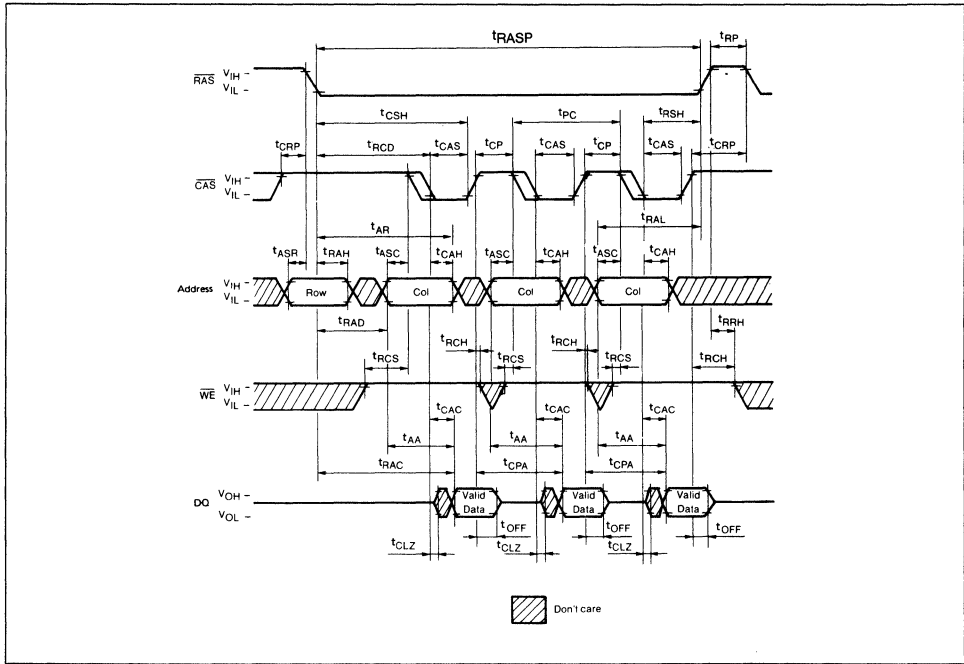 tRASP
tRP
RAS VIH
VIL
tCSH
tPC
tRSH
tCRP
tRCD
tCAS
tCP
tCAS
tCP
tCAS
tCRP
CAS VIH
VIL
tAR
tRAL
tASR
tRAH
tASC
tCAH
tASC
tCAH
tASC
tCAH
Address VIH
VIL
Row
Col
Col
Col
tRAD
tRCH
tRCH
tRRH
tRCS
tRCS
tRCS
tRCH
WE VIH
VIL
tCAC
tCAC
tCAC
tAA
tAA
tAA
tRAC
tCPA
tCPA
DQ VOH
VOL
Valid Data
Valid Data
Valid Data
tOFF
tOFF
tOFF
tCLZ
tCLZ
tCLZ
Don't care